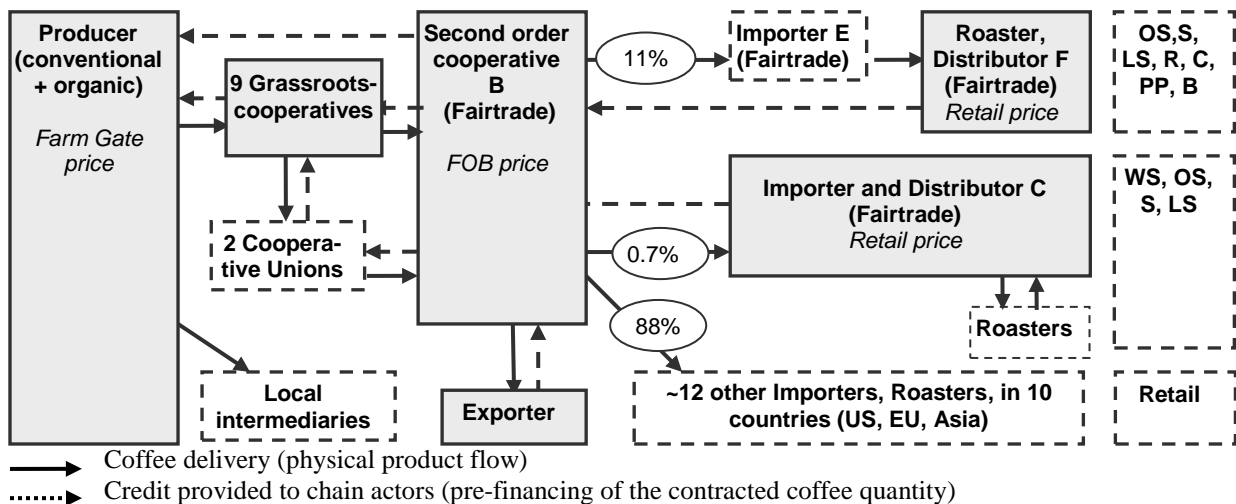 Producer
(conventional
+ organic)
Farm Gate
price
9 Grassroots-
cooperatives
2 Coopera-
tive Unions
Local
intermediaries
Second order
cooperative
B
(Fairtrade)
FOB price
Exporter
11%
Importer E
(Fairtrade)
Roaster,
Distributor F
(Fairtrade)
Retail price
OS,S,
LS, R, C,
PP, B
0.7%
Importer and Distributor C
(Fairtrade)
Retail price
Roasters
WS, OS,
S, LS
88%
~12 other Importers, Roasters, in 10
countries (US, EU, Asia)
Retail
Coffee delivery (physical product flow)
Credit provided to chain actors (pre-financing of the contracted coffee quantity)